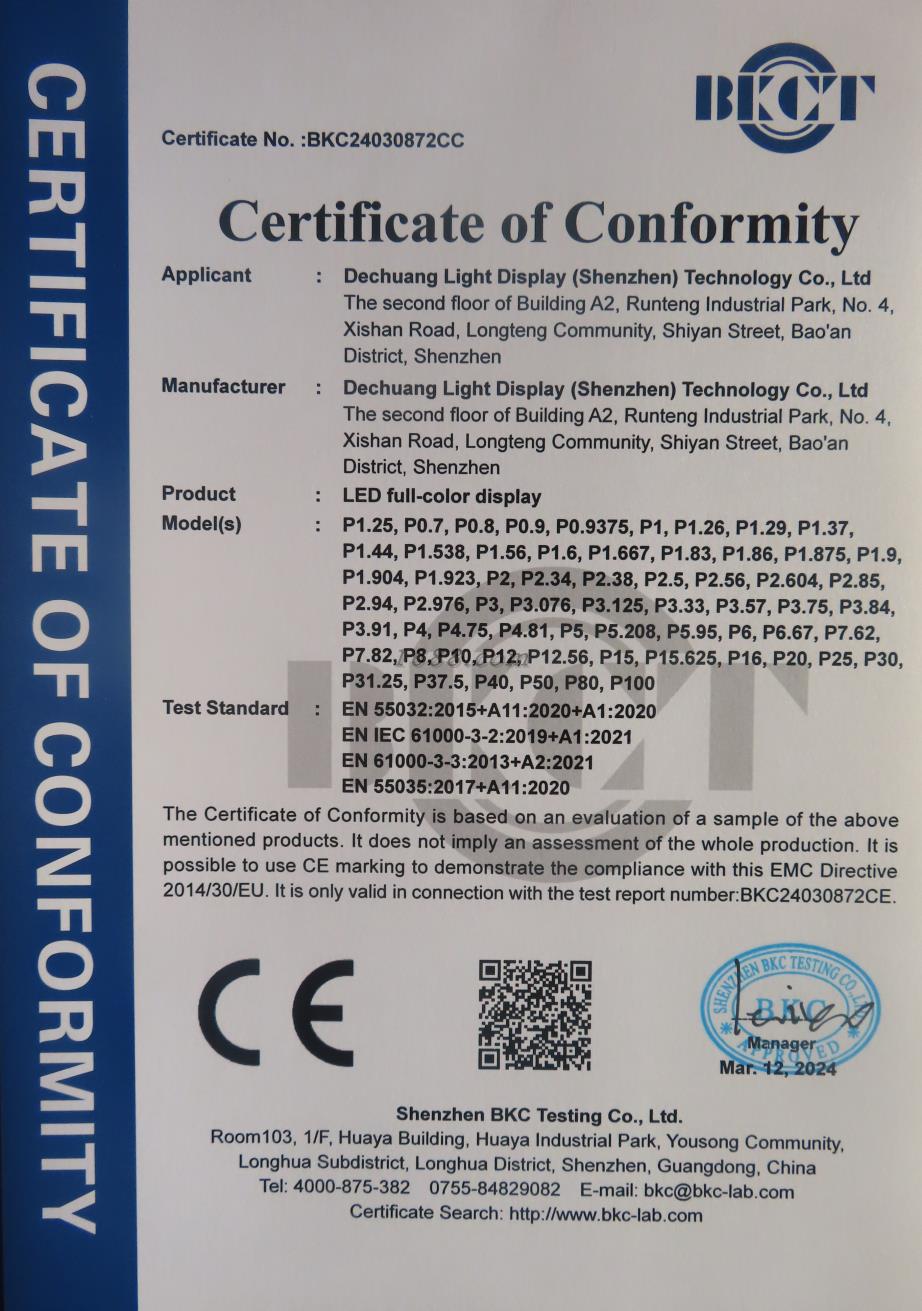 CERTIFICATE OF CONFORMITY
BKCT
Certificate No. :BKC24030872CC
Certificate of Conformity
Applicant : Dechuang Light Display (Shenzhen) Technology Co., Ltd
The second floor of Building A2, Runteng Industrial Park, No. 4,
Xishan Road, Longteng Community, Shiyan Street, Bao'an
District, Shenzhen
Manufacturer : Dechuang Light Display (Shenzhen) Technology Co., Ltd
The second floor of Building A2, Runteng Industrial Park, No. 4,
Xishan Road, Longteng Community, Shiyan Street, Bao'an
District, Shenzhen
Product : LED full-color display
Model(s) : P1.25, P0.7, P0.8, P0.9, P0.9375, P1, P1.26, P1.29, P1.37,
P1.44, P1.538, P1.56, P1.6, P1.667, P1.83, P1.86, P1.875, P1.9,
P1.904, P1.923, P2, P2.34, P2.38, P2.5, P2.56, P2.604, P2.85,
P2.94, P2.976, P3, P3.076, P3.125, P3.33, P3.57, P3.75, P3.84,
P3.91, P4, P4.75, P4.81, P5, P5.208, P5.95, P6, P6.67, P7.62,
P7.82, P8, P10, P12, P12.56, P15, P15.625, P16, P20, P25, P30,
P31.25, P37.5, P40, P50, P80, P100
Test Standard : EN 55032:2015+A11:2020+A1:2020
EN IEC 61000-3-2:2019+A1:2021
EN 61000-3-3:2013+A2:2021
EN 55035:2017+A11:2020
BKCT
The Certificate of Conformity is based on an evaluation of a sample of the above
mentioned products. It does not imply an assessment of the whole production. It is
possible to use CE marking to demonstrate the compliance with this EMC Directive
2014/30/EU. It is only valid in connection with the test report number:BKC24030872CE.
CE
SHENZHEN BKC TESTING CO.,LTD
BKC
APPROVED
Manager
Mar. 12, 2024
Shenzhen BKC Testing Co., Ltd.
Room103, 1/F, Huaya Building, Huaya Industrial Park, Yousong Community,
Longhua Subdistrict, Longhua District, Shenzhen, Guangdong, China
Tel: 4000-875-382 0755-84829082 E-mail: bkc@bkc-lab.com
Certificate Search: http://www.bkc-lab.com